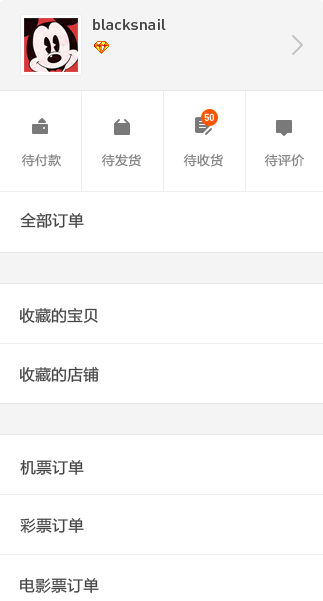 blacksnail
50
待付款 待发货 待收货 待评价
全部订单
收藏的宝贝
收藏的店铺
机票订单
彩票订单
电影票订单